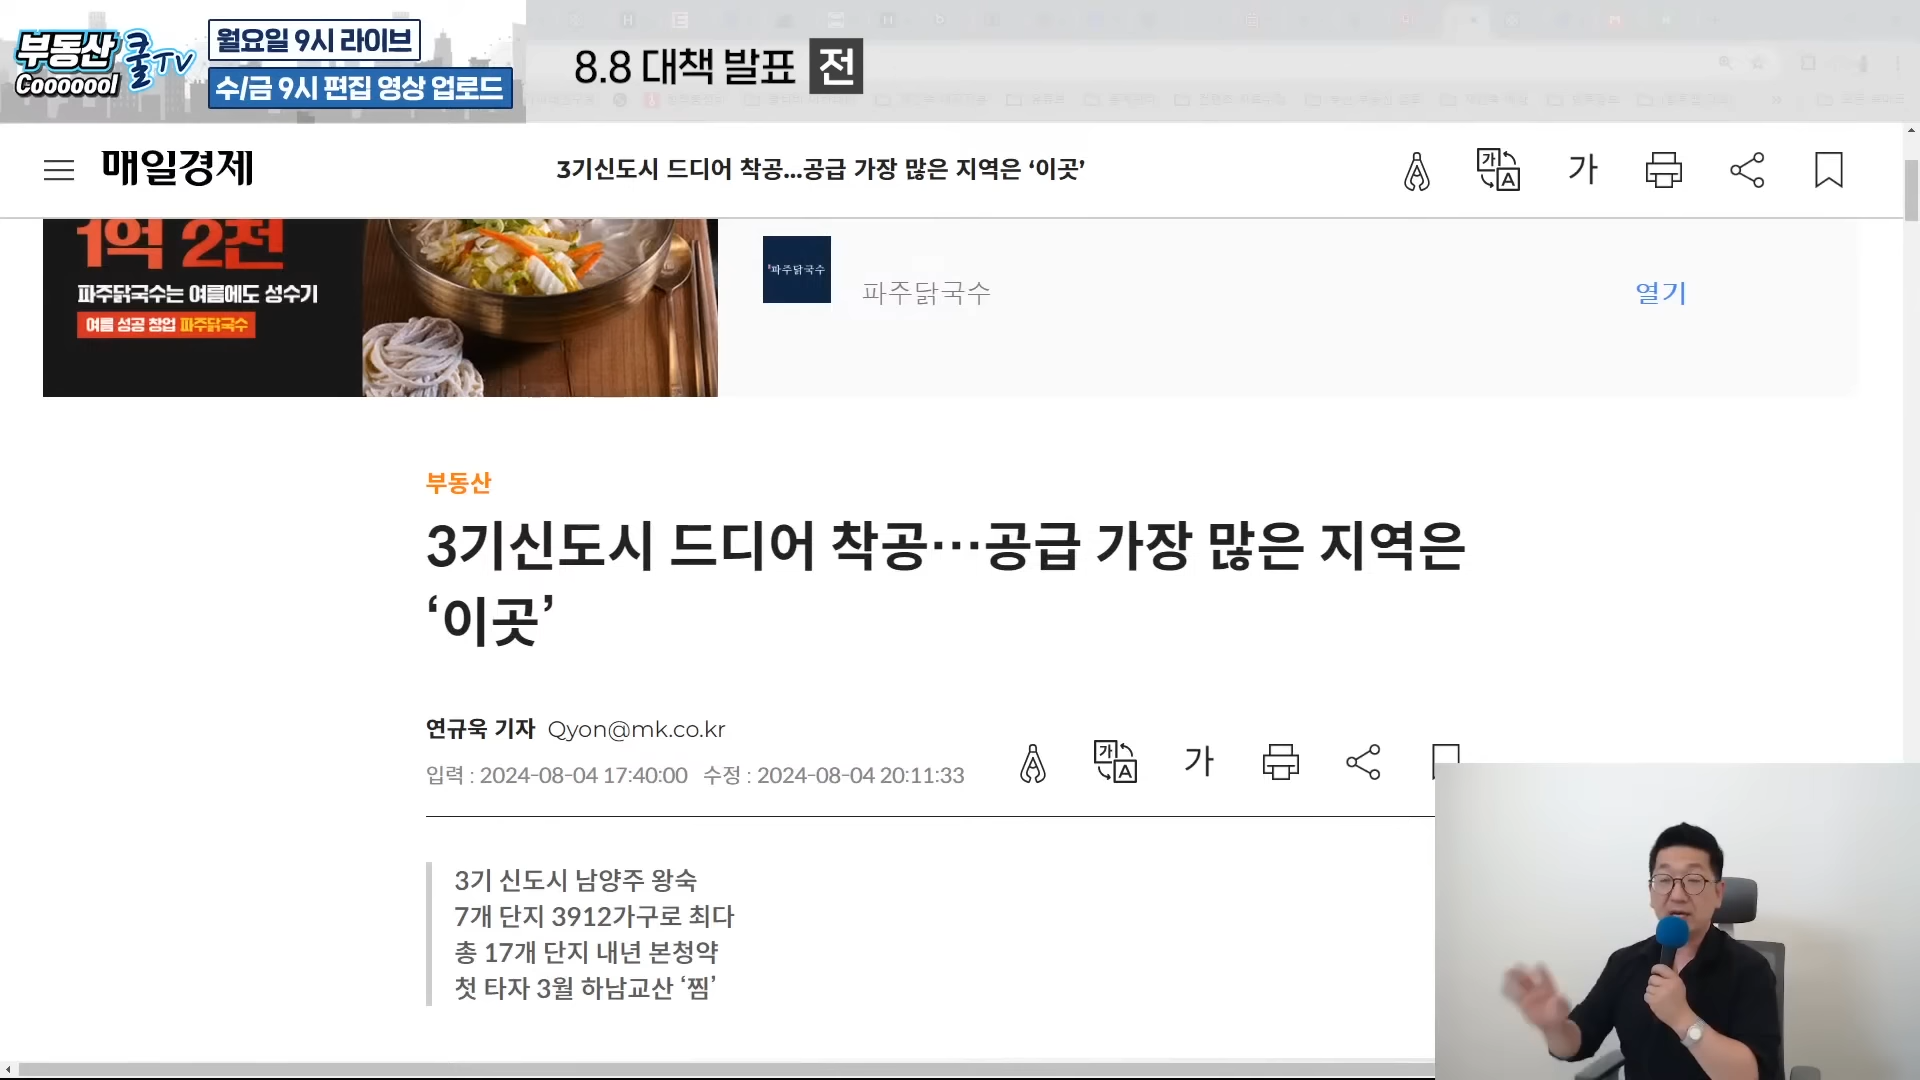 부동산
Cooooool
쿨TV
월요일 9시 라이브
수/금 9시 편집 영상 업로드
8.8 대책 발표 전
매일경제
3기신도시 드디어 착공...공급 가장 많은 지역은 ‘이곳’
가
1억 2천
파주닭국수는 여름에도 성수기
여름 성공 창업 파주닭국수
파주닭국수
파주닭국수
열기
부동산
3기신도시 드디어 착공…공급 가장 많은 지역은
‘이곳’
연규욱 기자 Qyon@mk.co.kr
입력 : 2024-08-04 17:40:00 수정 : 2024-08-04 20:11:33
가
3기 신도시 남양주 왕숙
7개 단지 3912가구로 최다
총 17개 단지 내년 본청약
첫 타자 3월 하남교산 ‘찜’